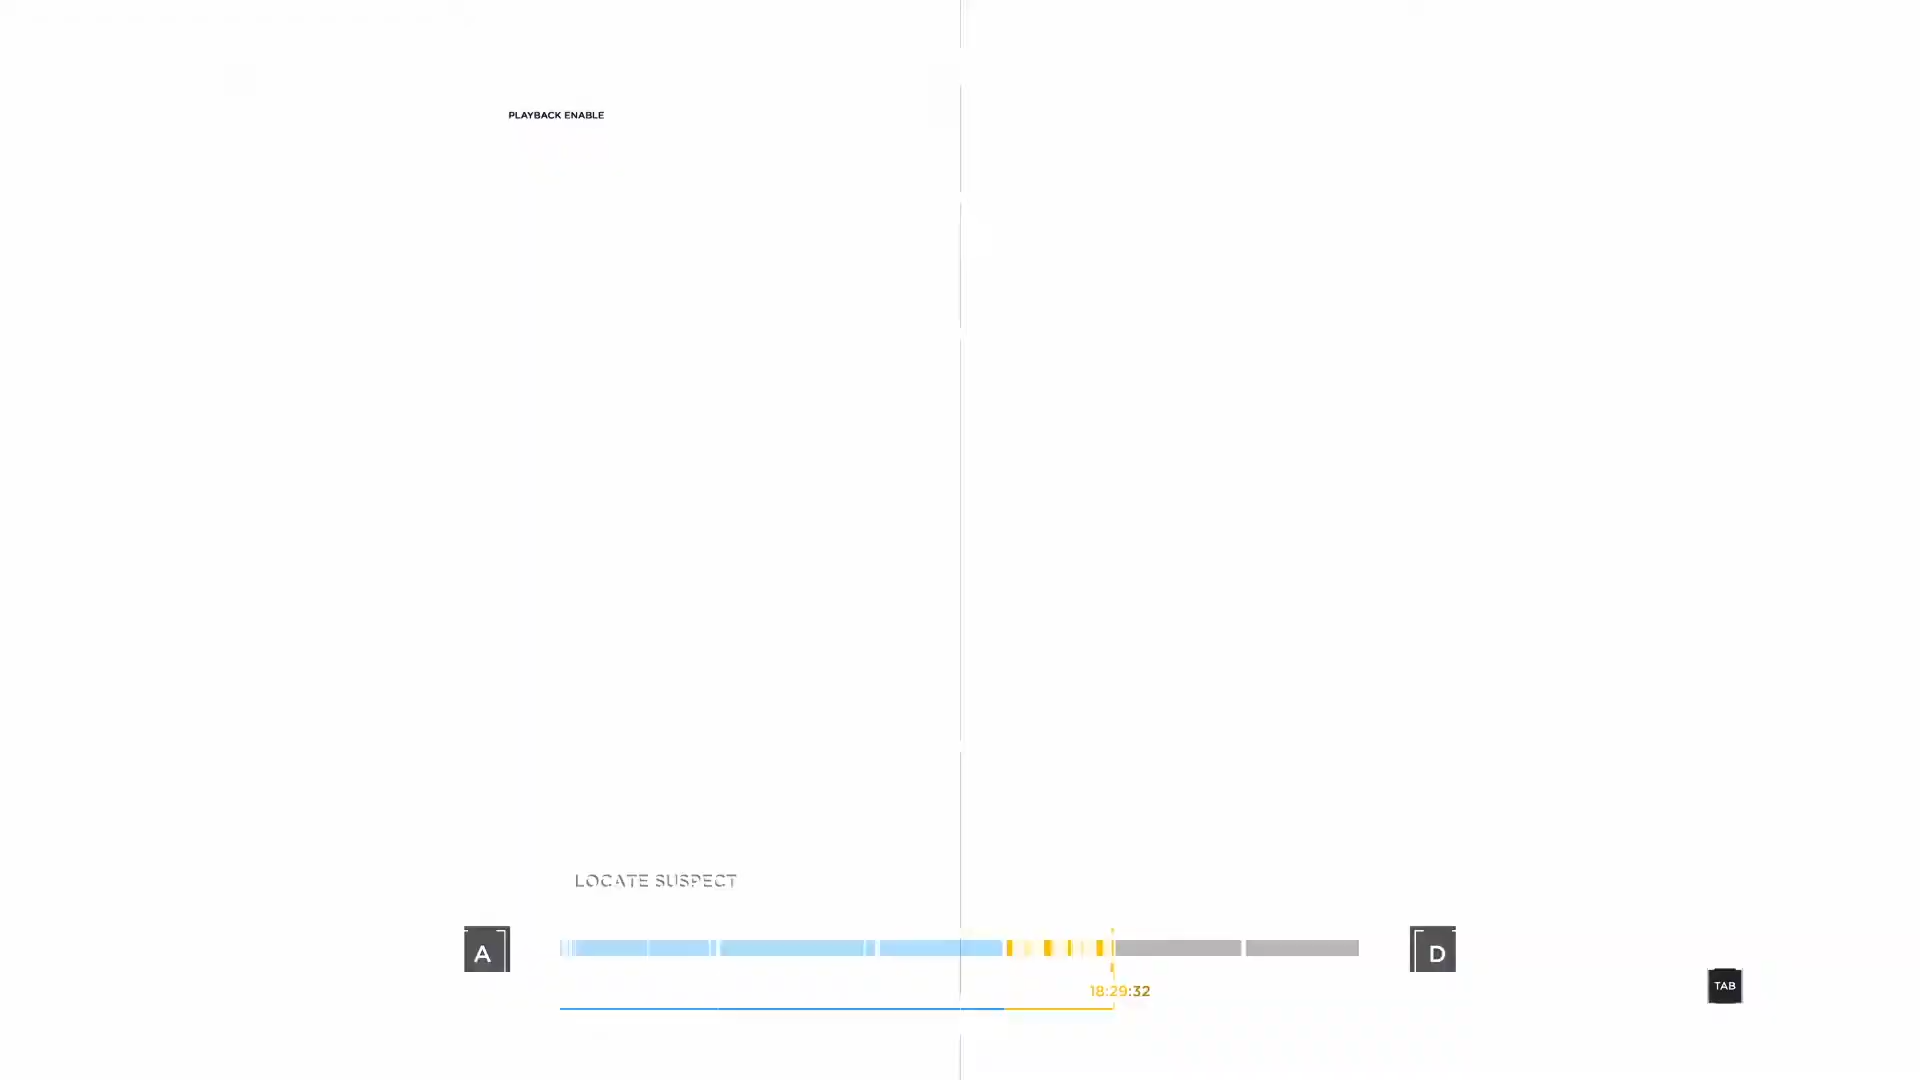 PLAYBACK ENABLE
LOCATE SUSPECT
A
D
18:29:32
TAB